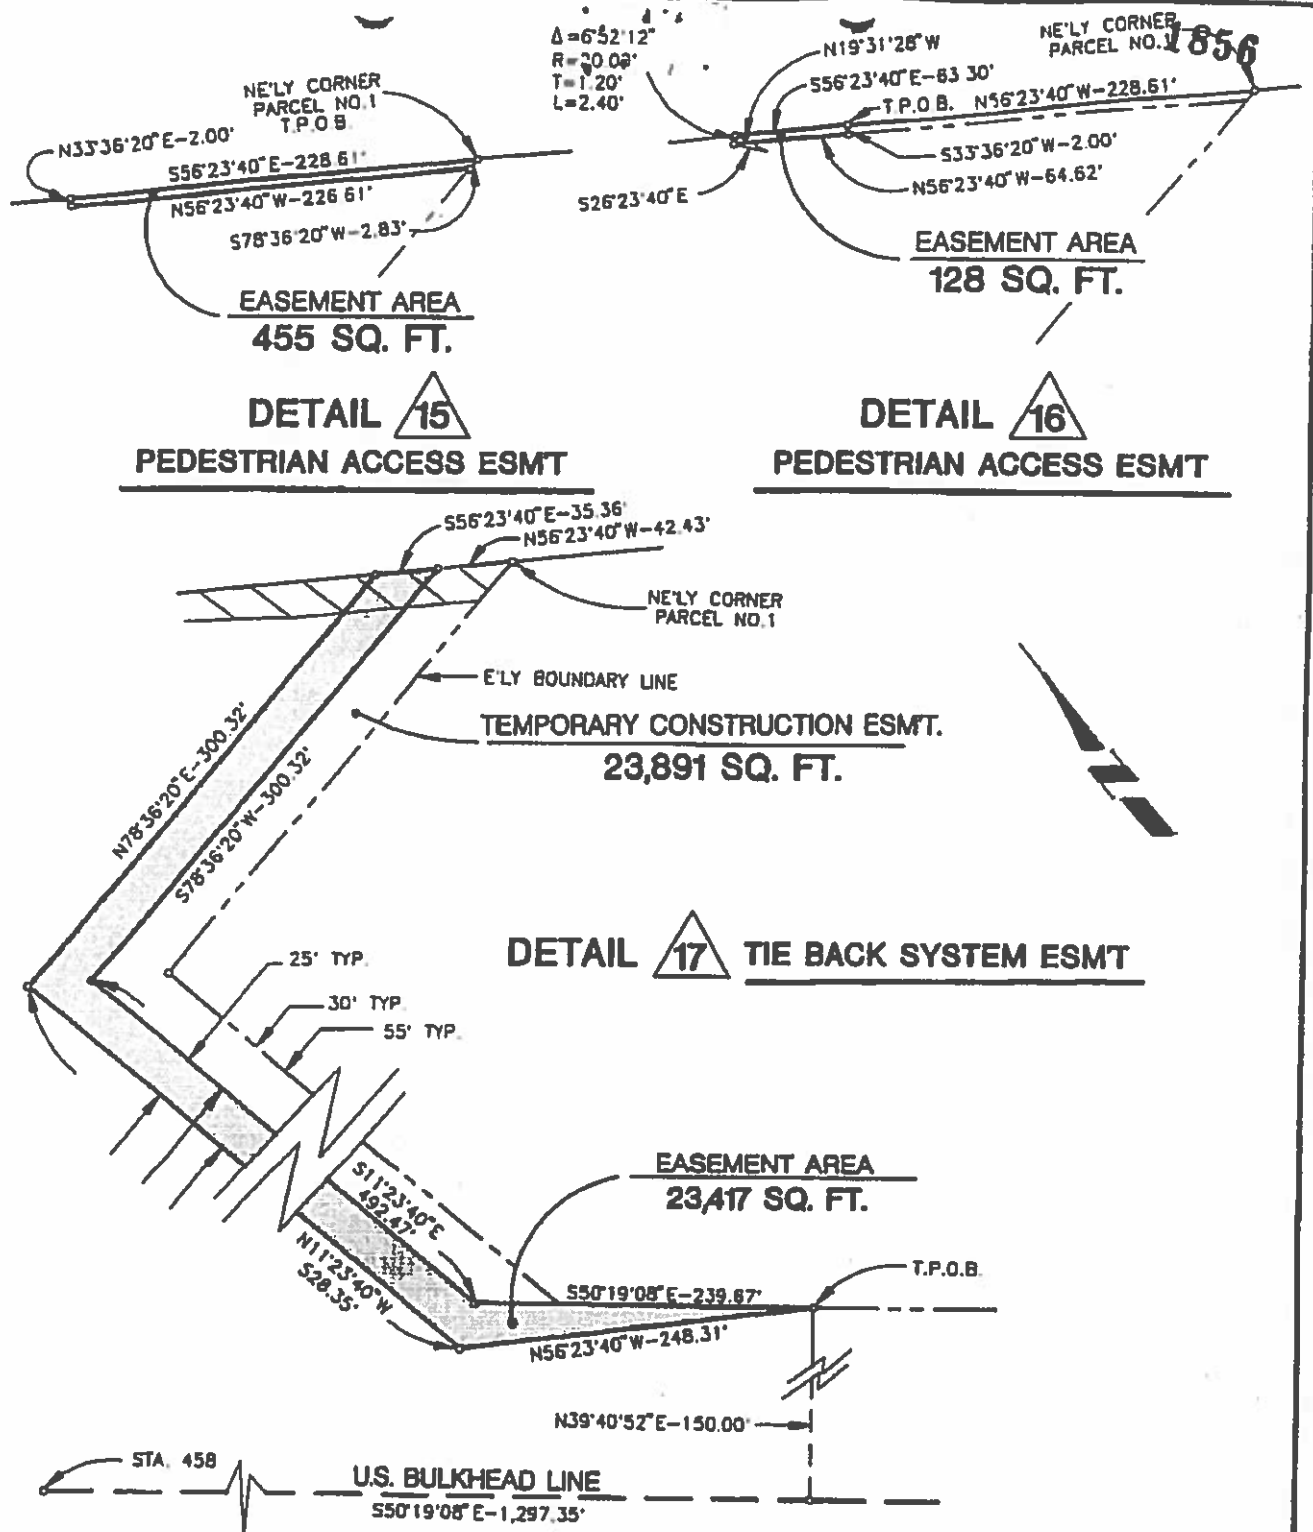 1856
NE'LY CORNER
PARCEL NO.1
T.P.O.B.
N33°36'20"E-2.00'
S56°23'40"E-228.61'
N56°23'40"W-226.61'
S78°36'20"W-2.83'
EASEMENT AREA
455 SQ. FT.
DETAIL 15
PEDESTRIAN ACCESS ESM'T
Δ=6°52'12"
R=20.00'
T=1.20'
L=2.40'
N19°31'28"W
S56°23'40"E-63.30'
T.P.O.B.
N56°23'40"W-228.61'
NE'LY CORNER
PARCEL NO.1
S33°36'20"W-2.00'
N56°23'40"W-64.62'
S26°23'40"E
EASEMENT AREA
128 SQ. FT.
DETAIL 16
PEDESTRIAN ACCESS ESM'T
S56°23'40"E-35.36'
N56°23'40"W-42.43'
NE'LY CORNER
PARCEL NO.1
E'LY BOUNDARY LINE
TEMPORARY CONSTRUCTION ESM'T.
23,891 SQ. FT.
N78°36'20"E-300.32'
S78°36'20"W-300.32'
DETAIL 17 TIE BACK SYSTEM ESM'T
25' TYP.
30' TYP.
55' TYP.
S11°23'40"E
492.47'
N11°23'40"W
528.35'
EASEMENT AREA
23,417 SQ. FT.
T.P.O.B.
S50°19'08"E-239.67'
N56°23'40"W-248.31'
N39°40'52"E-150.00'
STA. 458
U.S. BULKHEAD LINE
S50°19'08"E-1,297.35'